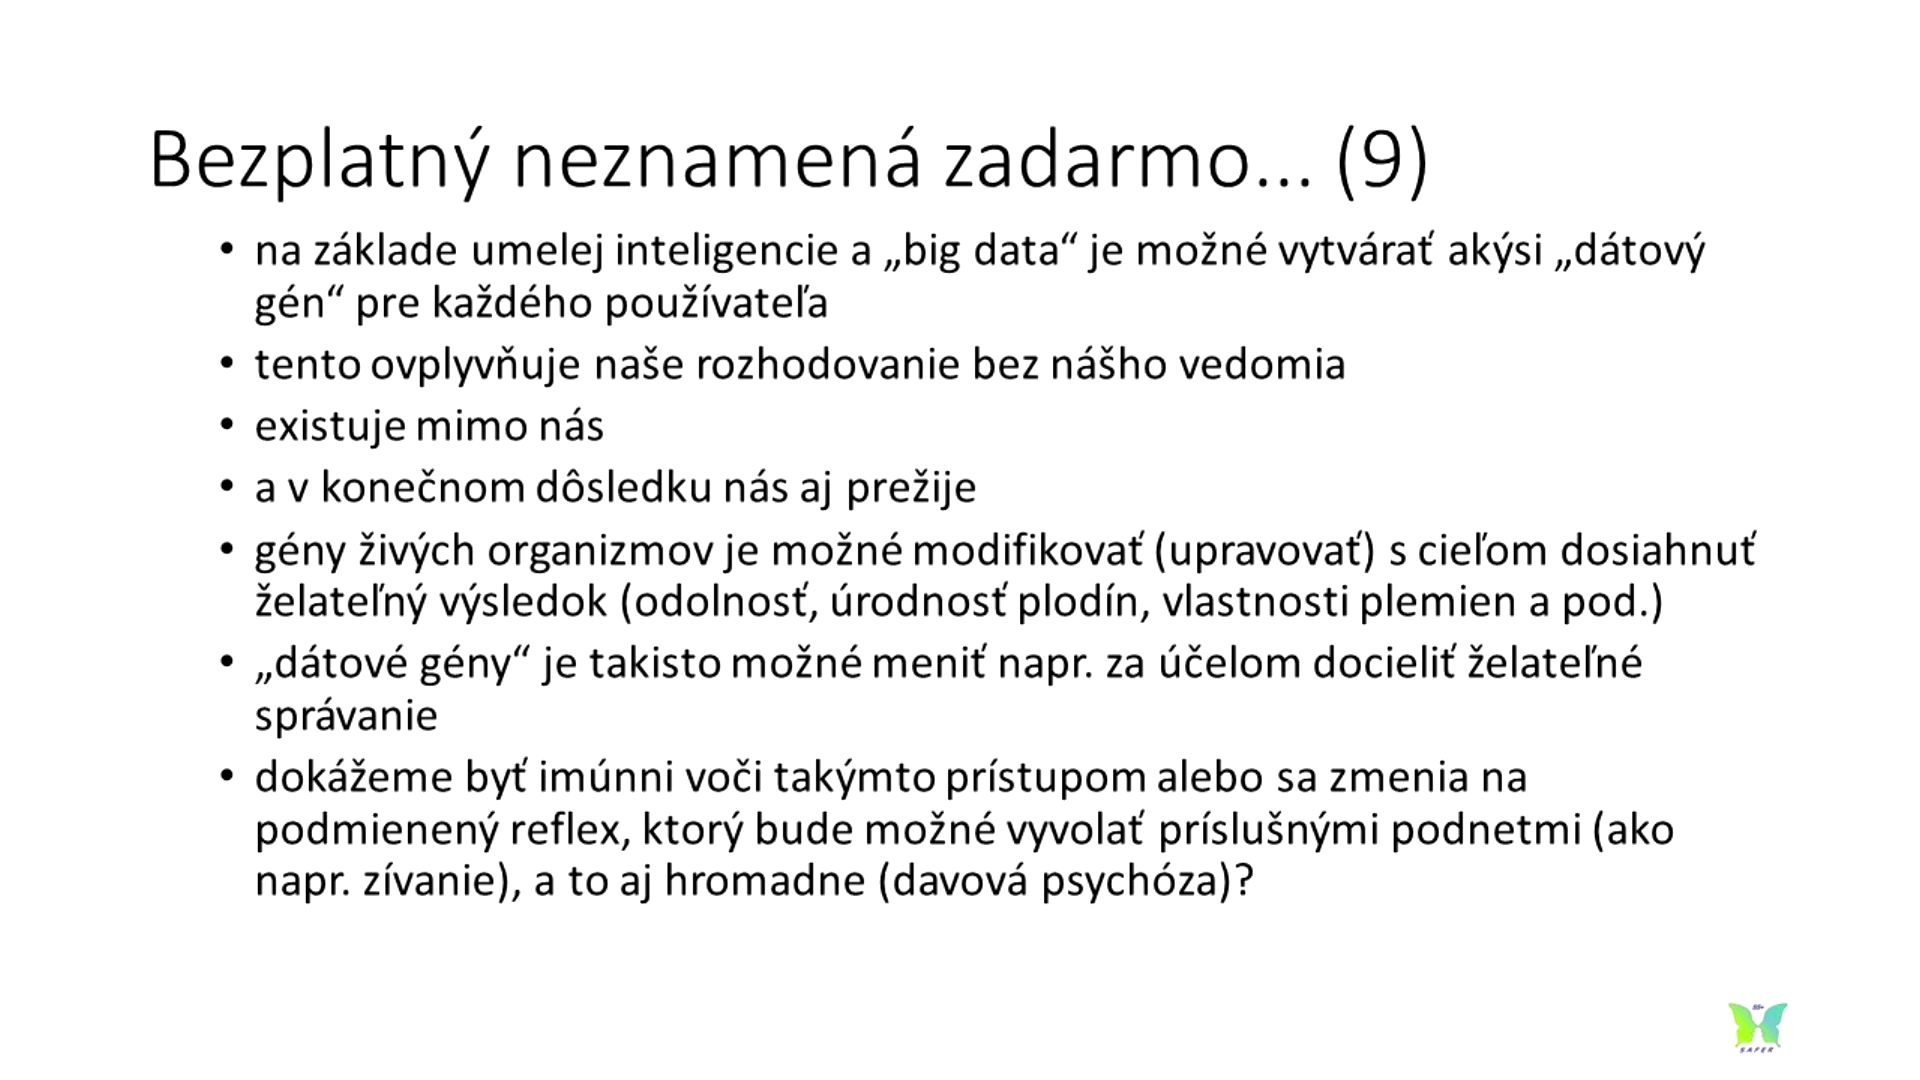 Bezplatný neznamená zadarmo... (9)
• na základe umelej inteligencie a „big data“ je možné vytvárať akýsi „dátový
gén“ pre každého používateľa
• tento ovplyvňuje naše rozhodovanie bez nášho vedomia
• existuje mimo nás
• a v konečnom dôsledku nás aj prežije
• gény živých organizmov je možné modifikovať (upravovať) s cieľom dosiahnuť
želateľný výsledok (odolnosť, úrodnosť plodín, vlastnosti plemien a pod.)
• „dátové gény“ je takisto možné meniť napr. za účelom docieliť želateľné
správanie
• dokážeme byť imúnni voči takýmto prístupom alebo sa zmenia na
podmienený reflex, ktorý bude možné vyvolať príslušnými podnetmi (ako
napr. zívanie), a to aj hromadne (davová psychóza)?
55+
SAFER